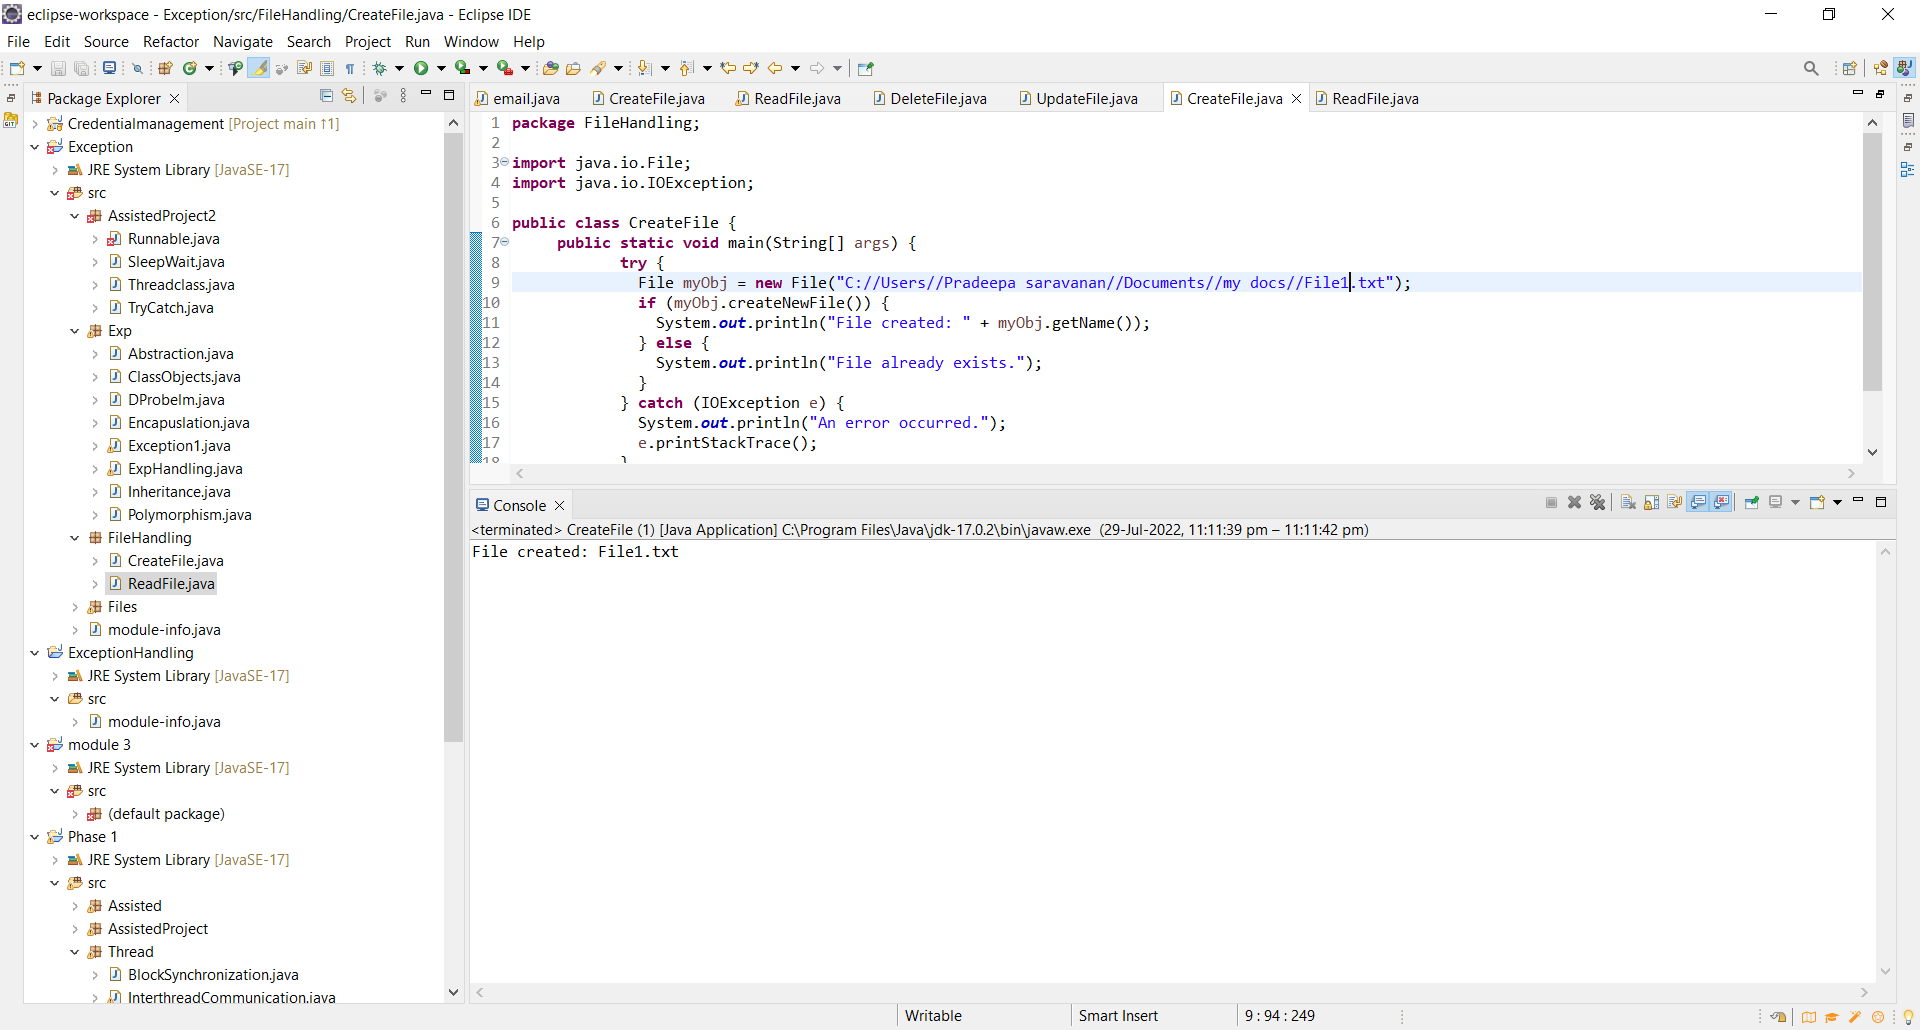 eclipse-workspace - Exception/src/FileHandling/CreateFile.java - Eclipse IDE
File Edit Source Refactor Navigate Search Project Run Window Help
Package Explorer
CredentialmanagementCredentialmanagement [Project main ↑1]
Exception
JRE System Library [JavaSE-17]
src
AssistedProject2
Runnable.java
SleepWait.java
Threadclass.java
TryCatch.java
Exp
Abstraction.java
ClassObjects.java
DProbelm.java
Encapuslation.java
Exception1.java
ExpHandling.java
Inheritance.java
Polymorphism.java
FileHandling
CreateFile.java
ReadFile.java
Files
module-info.java
ExceptionHandling
JRE System Library [JavaSE-17]
src
module-info.java
module 3
JRE System Library [JavaSE-17]
src
(default package)
Phase 1
JRE System Library [JavaSE-17]
src
Assisted
AssistedProject
Thread
BlockSynchronization.java
InterthreadCommunication.java
email.java CreateFile.java ReadFile.java DeleteFile.java UpdateFile.java CreateFile.java ReadFile.java
1 package FileHandling;
2
3 import java.io.File;
4 import java.io.IOException;
5
6 public class CreateFile {
7 public static void main(String[] args) {
8 try {
9 File myObj = new File("C://Users//Pradeepa saravanan//Documents//my docs//File1.txt");
10 if (myObj.createNewFile()) {
11 System.out.println("File created: " + myObj.getName());
12 } else {
13 System.out.println("File already exists.");
14 }
15 } catch (IOException e) {
16 System.out.println("An error occurred.");
17 e.printStackTrace();
18 }
Console
<terminated> CreateFile (1) [Java Application] C:\Program Files\Java\jdk-17.0.2\bin\javaw.exe (29-Jul-2022, 11:11:39 pm – 11:11:42 pm)
File created: File1.txt
Writable Smart Insert 9 : 94 : 249